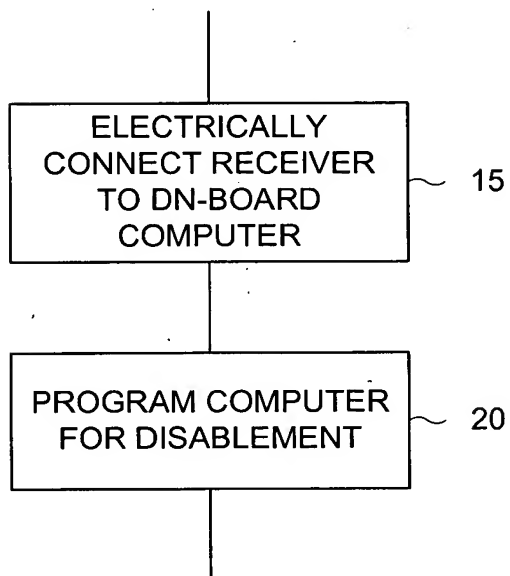 ELECTRICALLY
CONNECT RECEIVER
TO DN-BOARD
COMPUTER
15
PROGRAM COMPUTER
FOR DISABLEMENT
20